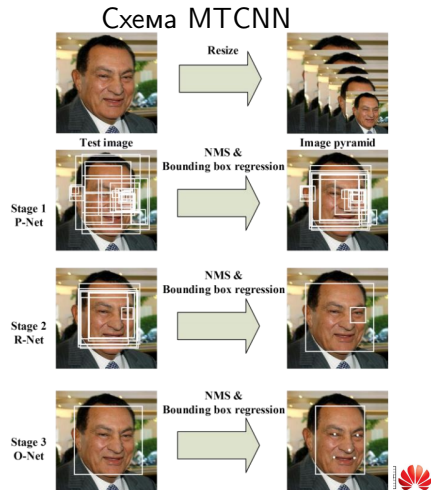 Схема MTCNN
Resize
Test image
Image pyramid
NMS &
Bounding box regression
Stage 1
P-Net
NMS &
Bounding box regression
Stage 2
R-Net
NMS &
Bounding box regression
Stage 3
O-Net